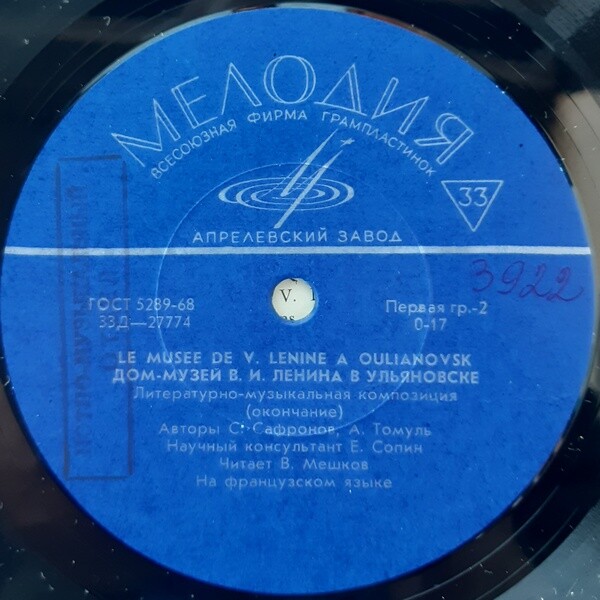 МЕЛОДИЯ
ВСЕСОЮЗНАЯ ФИРМА ГРАМПЛАСТИНОК
33
АПРЕЛЕВСКИЙ ЗАВОД
3922
ГОСТ 5289-68
33Д—27774
V.
Первая гр.-2
0-17
LE MUSEE DE V. LENINE A OULIANOVSK
ДОМ-МУЗЕЙ В. И. ЛЕНИНА В УЛЬЯНОВСКЕ
Литературно-музыкальная композиция
(окончание)
Авторы С. Сафронов, А. Томуль
Научный консультант Е. Сопин
Читает В. Мешков
На французском языке